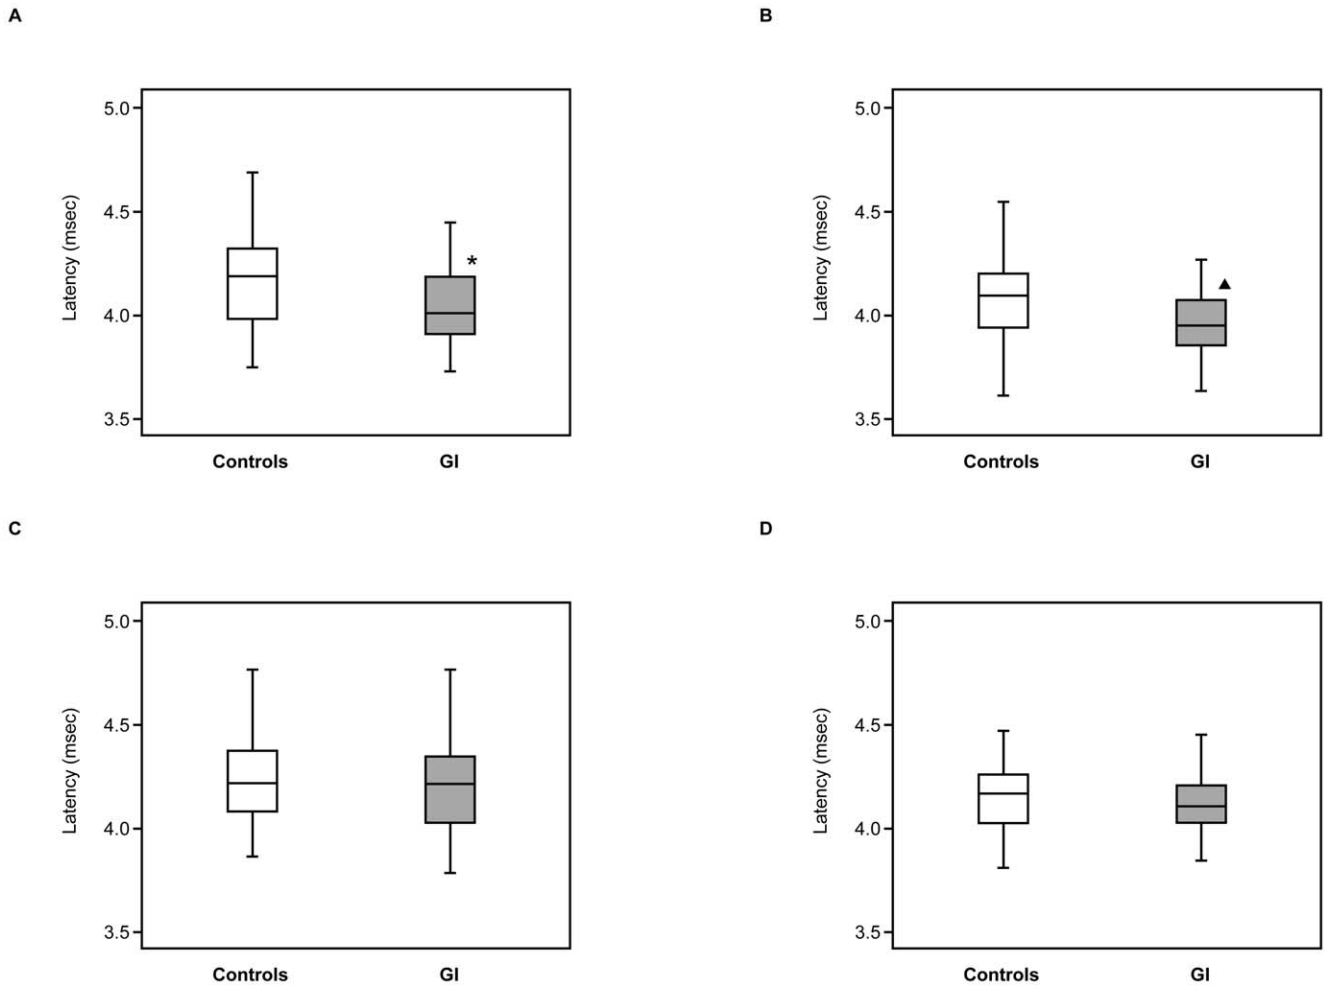 A
B
5.0
4.5
4.0
3.5
Latency (msec)
*
Controls GI
5.0
4.5
4.0
3.5
Latency (msec)
▲
Controls GI
C
D
5.0
4.5
4.0
3.5
Latency (msec)
Controls GI
5.0
4.5
4.0
3.5
Latency (msec)
Controls GI